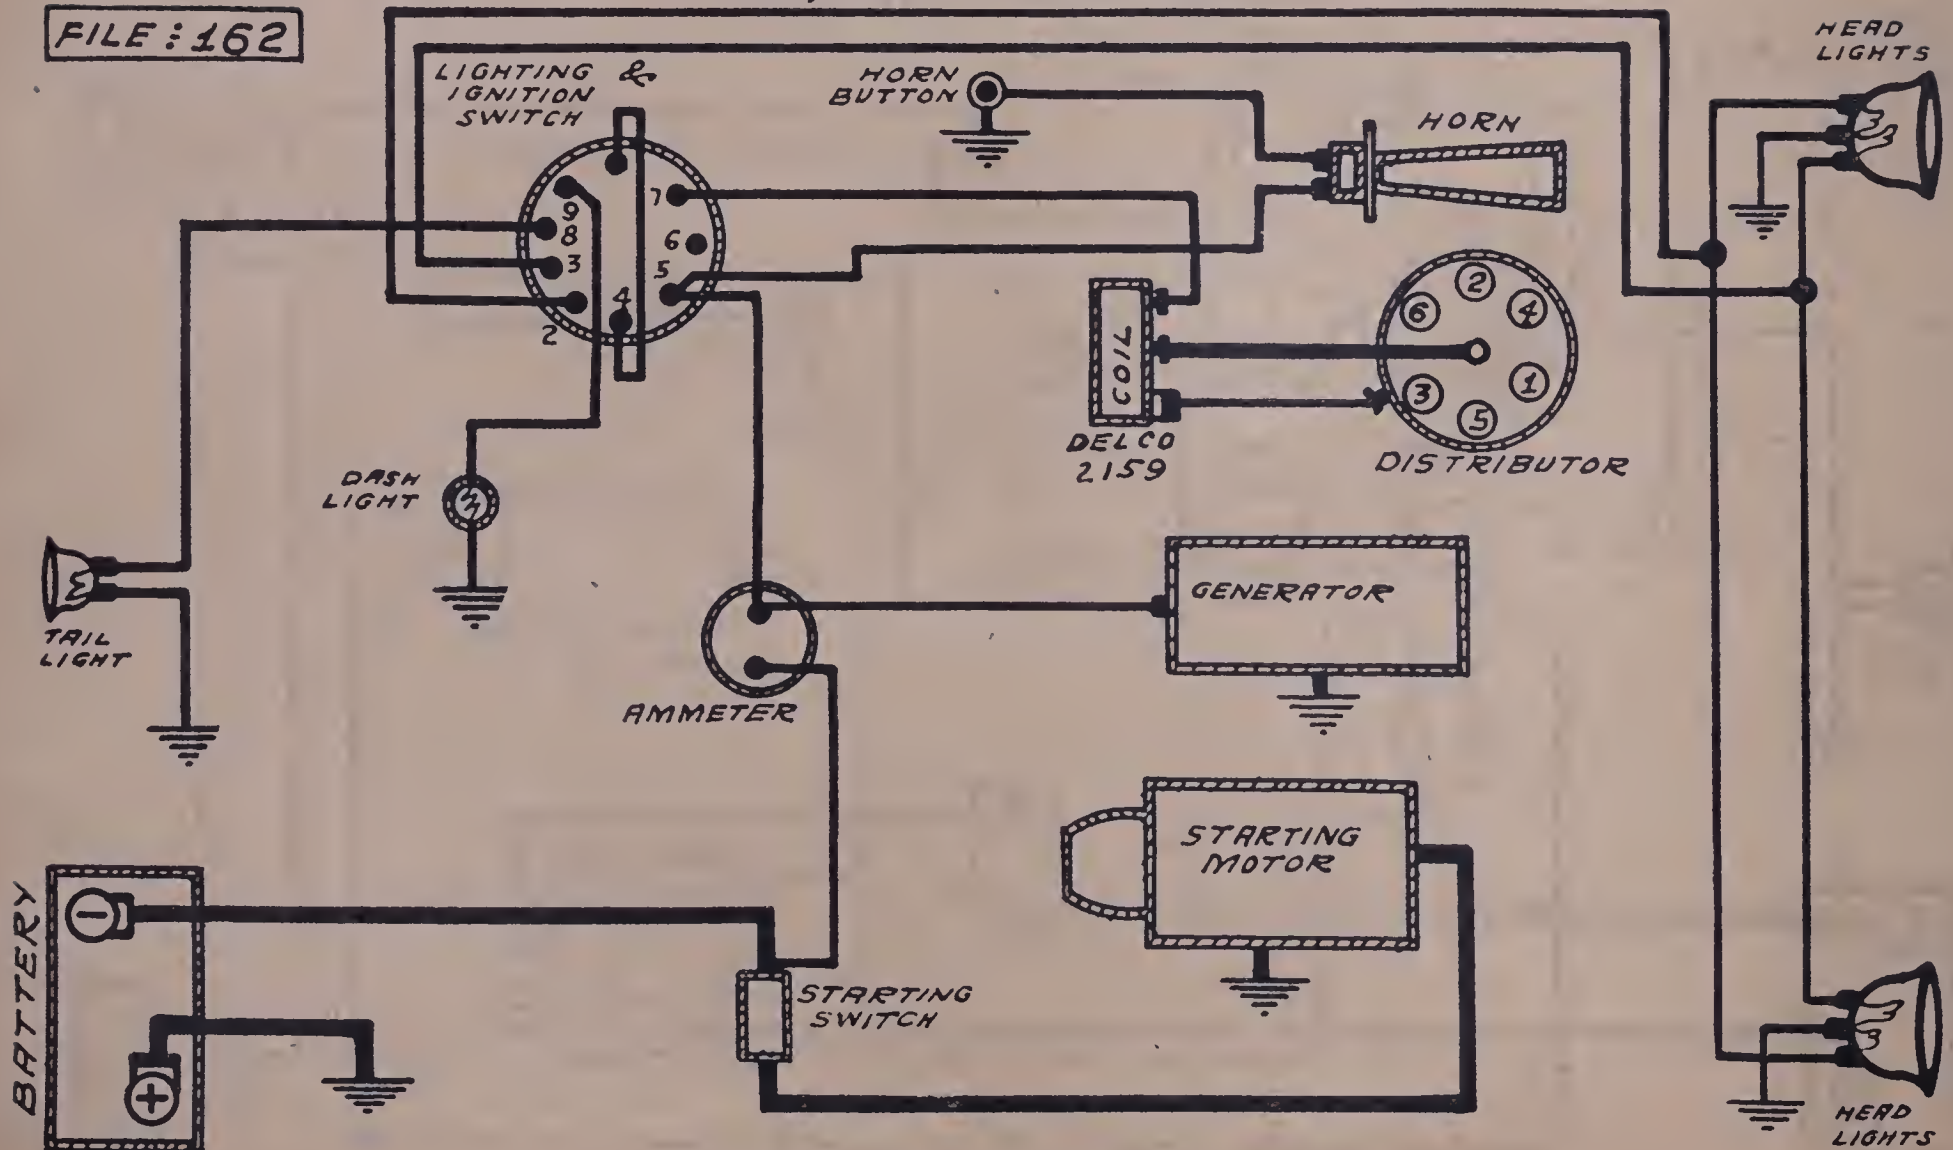 FILE : 162
HEAD
LIGHTS
LIGHTING &
IGNITION
SWITCH
HORN
BUTTON
HORN
9
8
3
2
4
7
6
5
COIL
DELCO
2159
2
4
1
5
3
6
DISTRIBUTOR
DASH
LIGHT
TAIL
LIGHT
GENERATOR
AMMETER
STARTING
MOTOR
BATTERY
−
+
STARTING
SWITCH
HEAD
LIGHTS